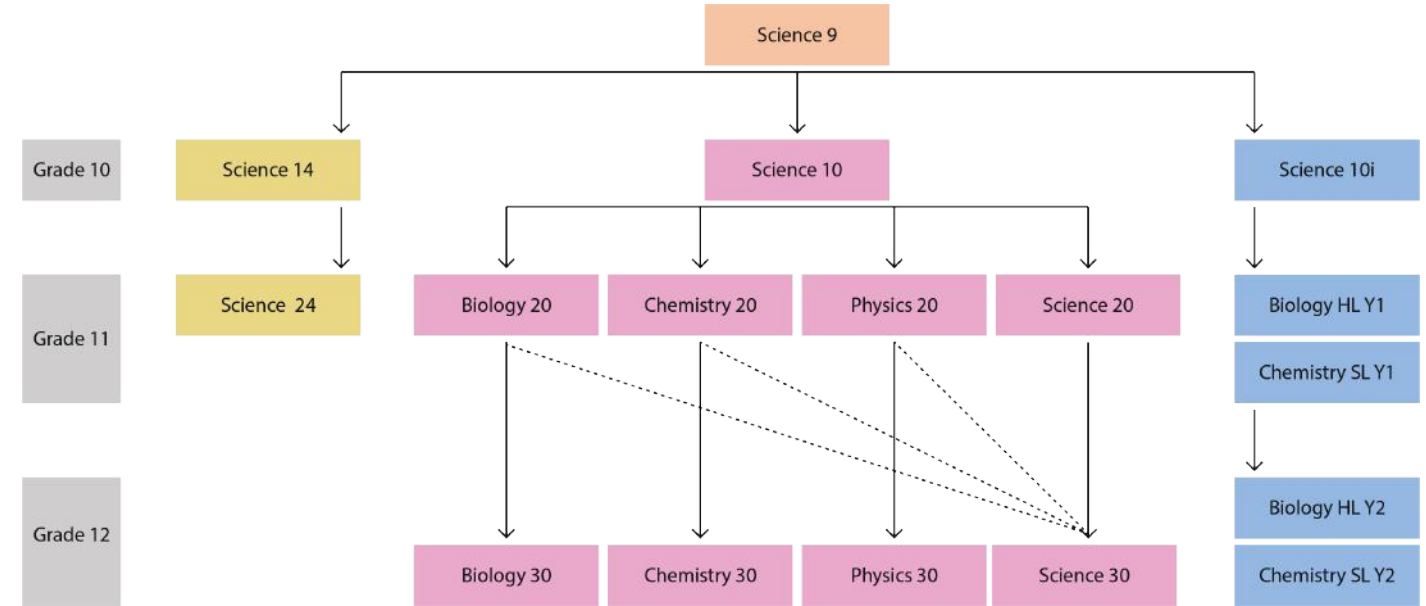 Science 9
Grade 10
Science 14
Science 10
Science 10i
Grade 11
Science 24
Biology 20
Chemistry 20
Physics 20
Science 20
Biology HL Y1
Chemistry SL Y1
Grade 12
Biology 30
Chemistry 30
Physics 30
Science 30
Biology HL Y2
Chemistry SL Y2